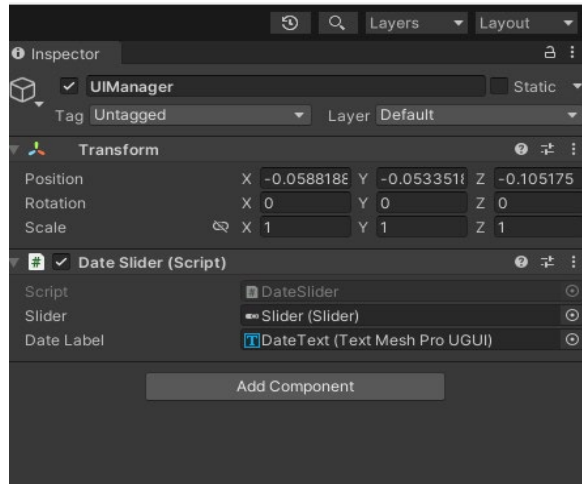 Layers Layout
Inspector
UIManager Static
Tag Untagged Layer Default
Transform
Position X -0.0588188 Y -0.0533518 Z -0.105175
Rotation X 0 Y 0 Z 0
Scale X 1 Y 1 Z 1
# Date Slider (Script)
Script # DateSlider
Slider Slider (Slider)
Date Label T DateText (Text Mesh Pro UGUI)
Add Component